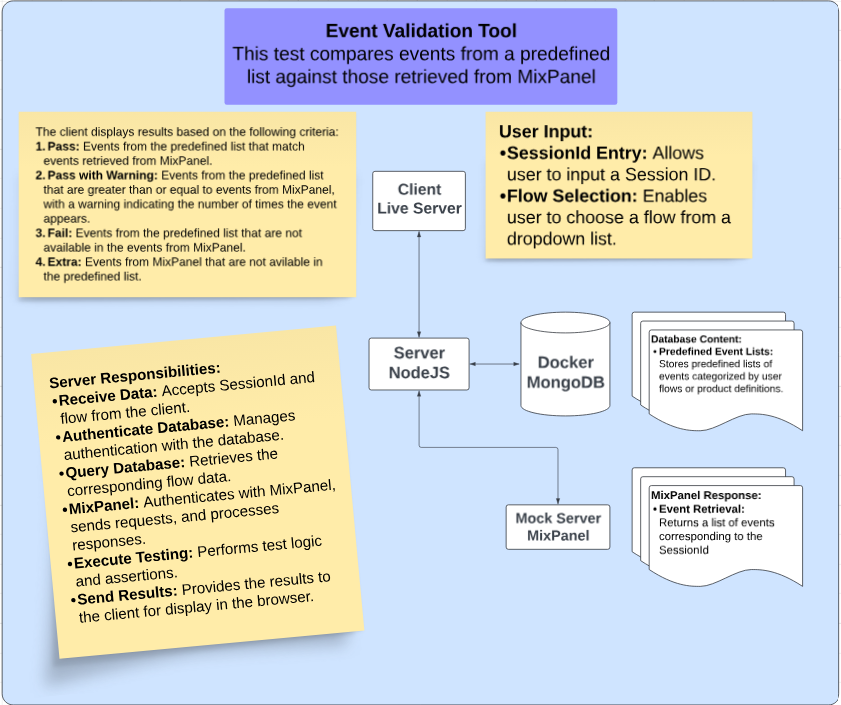 Event Validation Tool
This test compares events from a predefined
list against those retrieved from MixPanel
The client displays results based on the following criteria:
1. Pass: Events from the predefined list that match
events retrieved from MixPanel.
2. Pass with Warning: Events from the predefined list
that are greater than or equal to events from MixPanel,
with a warning indicating the number of times the event
appears.
3. Fail: Events from the predefined list that are not
available in the events from MixPanel.
4. Extra: Events from MixPanel that are not avilable in
the predefined list.
User Input:
•SessionId Entry: Allows
user to input a Session ID.
•Flow Selection: Enables
user to choose a flow from a
dropdown list.
Client
Live Server
Server
NodeJS
Docker
MongoDB
Database Content:
• Predefined Event Lists:
Stores predefined lists of
events categorized by user
flows or product definitions.
Server Responsibilities:
•Receive Data: Accepts SessionId and
flow from the client.
•Authenticate Database: Manages
authentication with the database.
•Query Database: Retrieves the
corresponding flow data.
•MixPanel: Authenticates with MixPanel,
sends requests, and processes
responses.
•Execute Testing: Performs test logic
and assertions.
•Send Results: Provides the results to
the client for display in the browser.
Mock Server
MixPanel
MixPanel Response:
• Event Retrieval:
Returns a list of events
corresponding to the
SessionId